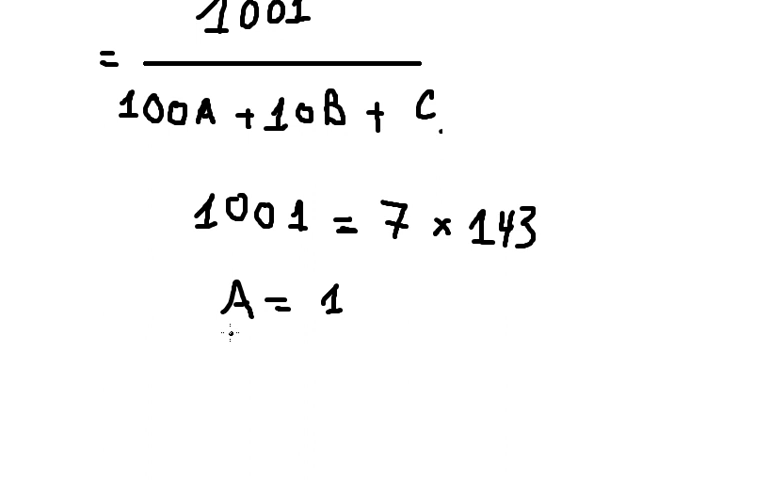 1001
= ―――
100A + 10B + C.
1001 = 7 × 143
A = 1